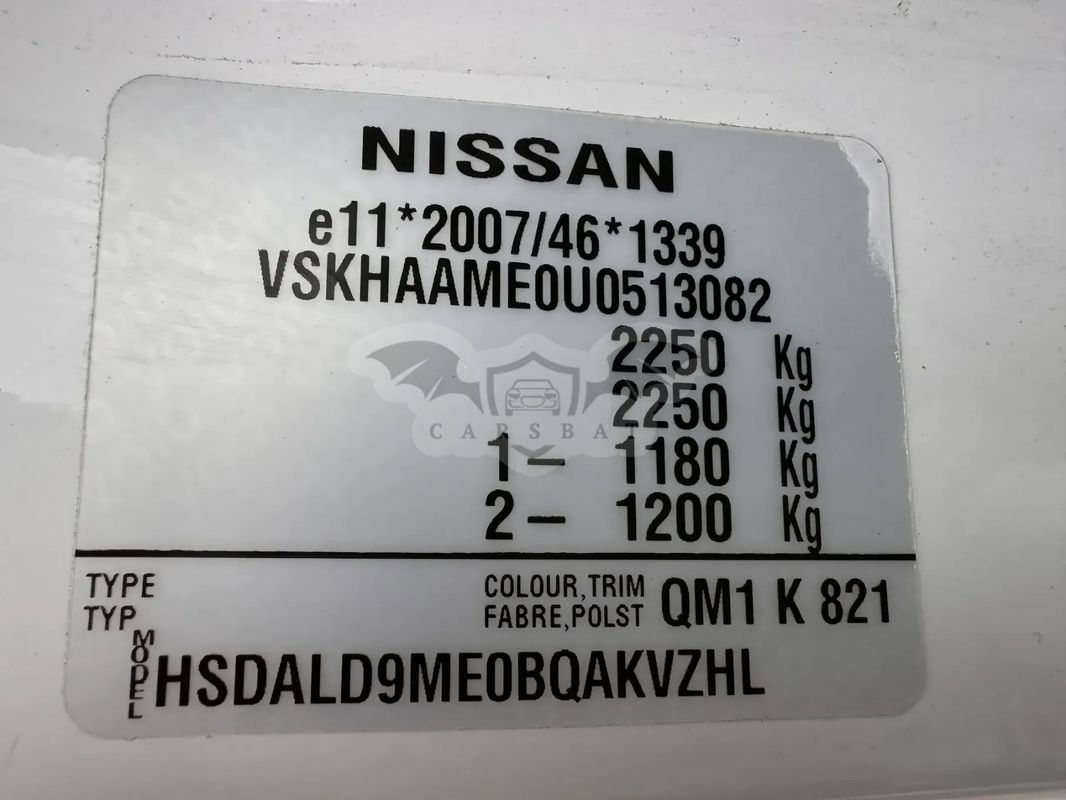 NISSAN
e11*2007/46*1339
VSKHAAME0U0513082
2250 Kg
2250 Kg
CARSBAT
1– 1180 Kg
2– 1200 Kg
TYPE
TYP
COLOUR,TRIM
FABRE,POLST
QM1 K 821
MODEL
HSDALD9ME0BQAKVZHL